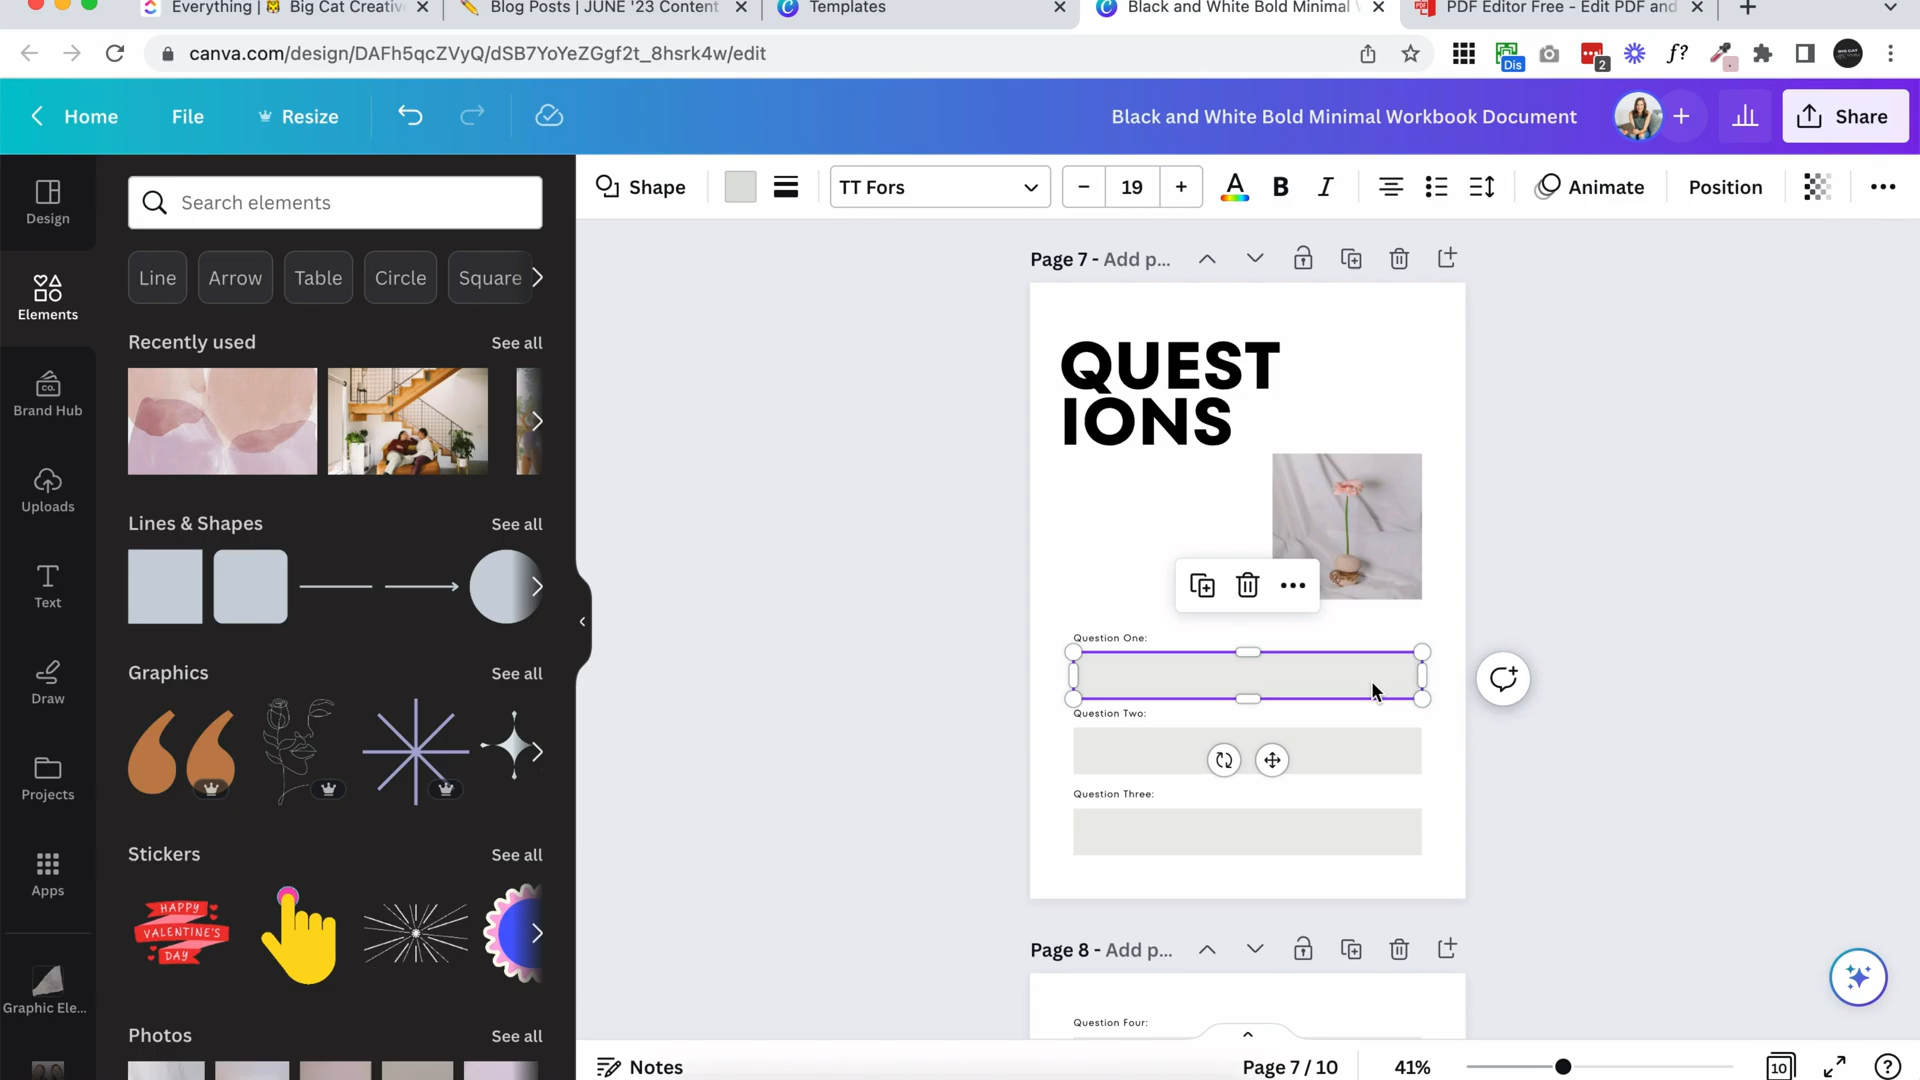 Everything | Big Cat Creativ
Blog Posts | JUNE '23 Content
Templates
Black and White Bold Minimal
PDF Editor Free - Edit PDF and
canva.com/design/DAFh5qcZVyQ/dSB7YoYeZGgf2t_8hsrk4w/edit
Dis
2
f?
Home
File
Resize
Black and White Bold Minimal Workbook Document
Share
Design
Elements
Brand Hub
CO.
Uploads
Text
Draw
Projects
Apps
Graphic Ele...
Search elements
Line
Arrow
Table
Circle
Square
Recently used
See all
Lines & Shapes
See all
Graphics
See all
Stickers
See all
HAPPY
VALENTINE'S
DAY
Photos
See all
Shape
TT Fors
19
A
B
I
Animate
Position
Page 7 - Add p...
QUEST
IONS
Question One:
Question Two:
Question Three:
Page 8 - Add p...
Question Four:
Notes
Page 7 / 10
41%
10